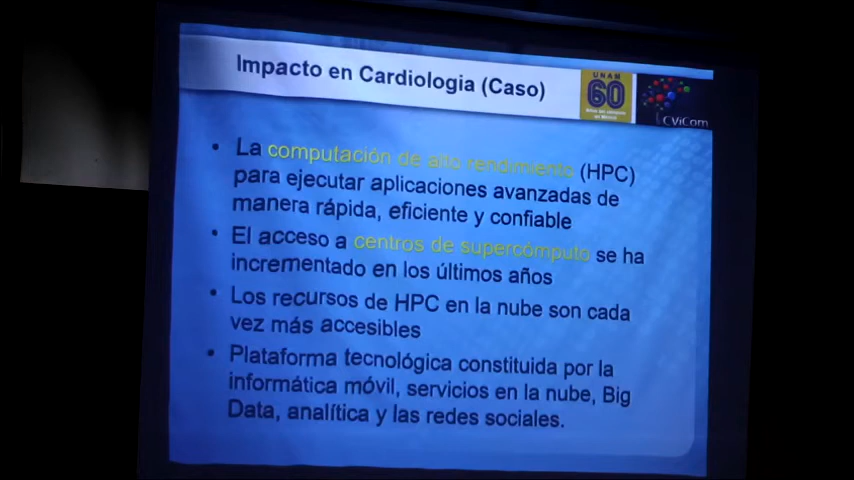 Impacto en Cardiologia (Caso)
UNAM
60
CViCom
• La computación de alto rendimiento (HPC)
para ejecutar aplicaciones avanzadas de
manera rápida, eficiente y confiable
• El acceso a centros de supercómputo se ha
incrementado en los últimos años
• Los recursos de HPC en la nube son cada
vez más accesibles
• Plataforma tecnológica constituida por la
informática móvil, servicios en la nube, Big
Data, analítica y las redes sociales.